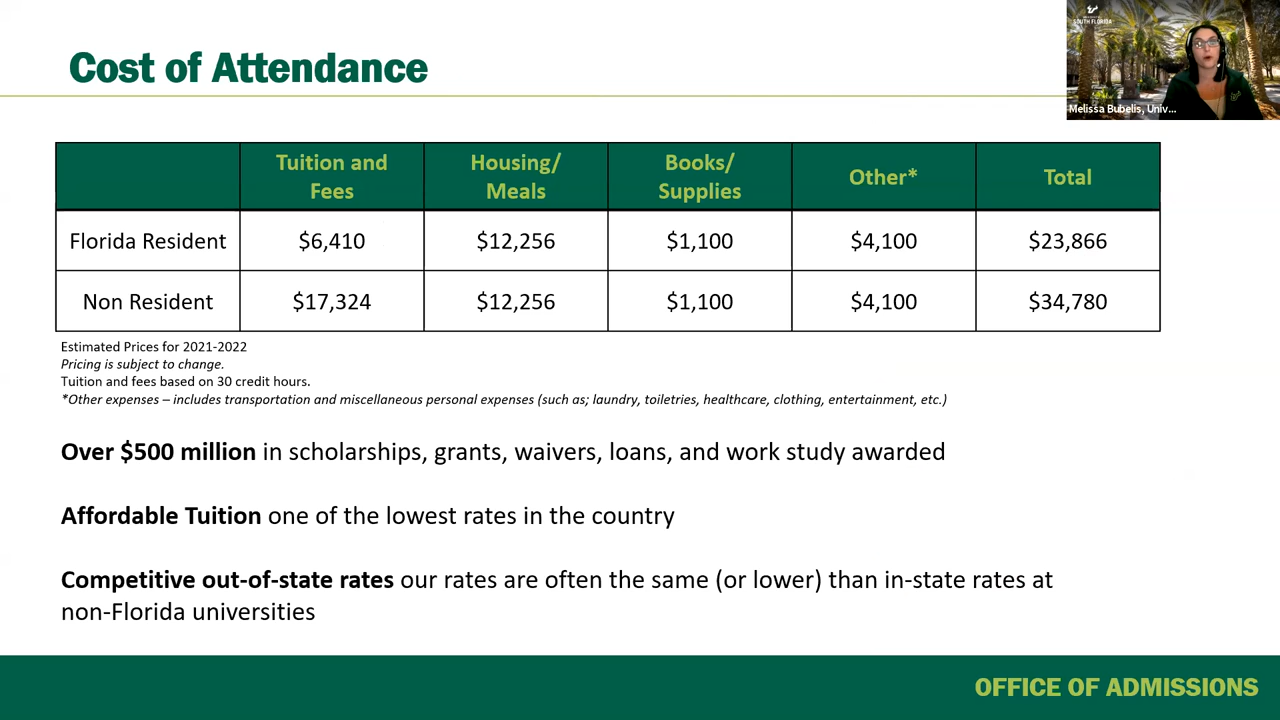 Cost of Attendance
SOUTH FLORIDA
Melissa Bubelis, Univ...
Tuition and Fees Housing/ Meals Books/ Supplies Other* Total
Florida Resident $6,410 $12,256 $1,100 $4,100 $23,866
Non Resident $17,324 $12,256 $1,100 $4,100 $34,780
Estimated Prices for 2021-2022
Pricing is subject to change.
Tuition and fees based on 30 credit hours.
*Other expenses – includes transportation and miscellaneous personal expenses (such as; laundry, toiletries, healthcare, clothing, entertainment, etc.)
Over $500 million in scholarships, grants, waivers, loans, and work study awarded
Affordable Tuition one of the lowest rates in the country
Competitive out-of-state rates our rates are often the same (or lower) than in-state rates at
non-Florida universities
OFFICE OF ADMISSIONS